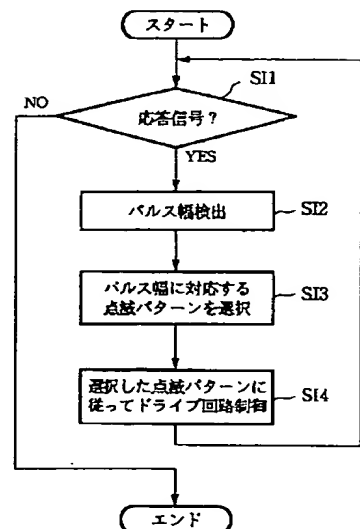 スタート
SI1
NO
応答信号？
YES
パルス幅検出
SI2
パルス幅に対応する
点滅パターンを選択
SI3
選択した点滅パターンに
従ってドライブ回路制御
SI4
エンド